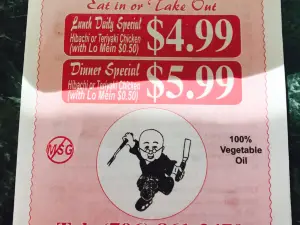 Eat in or Take Out
Lunch Daily Special
Hibachi or Teriyaki Chicken
(with Lo Mein $0.50)
$4.99
Dinner Special
Hibachi or Teriyaki Chicken
(with Lo Mein $0.50)
$5.99
MSG
100%
Vegetable
Oil